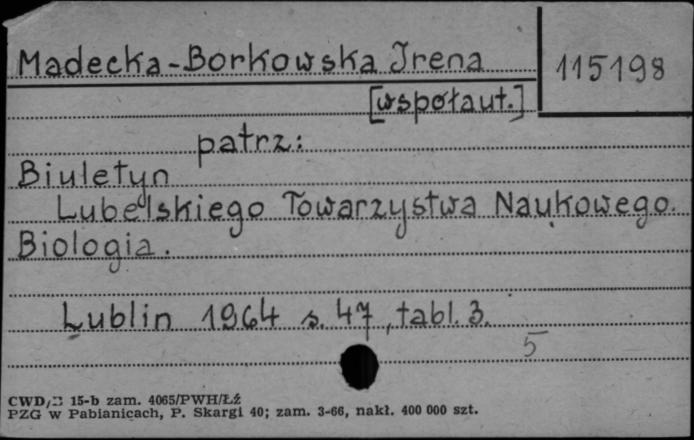 Madecka-Borkowska Irena
115198
[współaut.]
patrz:
Biuletyn
Lubelskiego Towarzystwa Naukowego.
Biologia.
Lublin 1964 s. 47, tabl. 3.
5
15-b zam. 4065/PWH/ŁŹ
PZG w Pabianicach, P. Skargi 40; zam. 3-66, nakł. 400 000 szt.